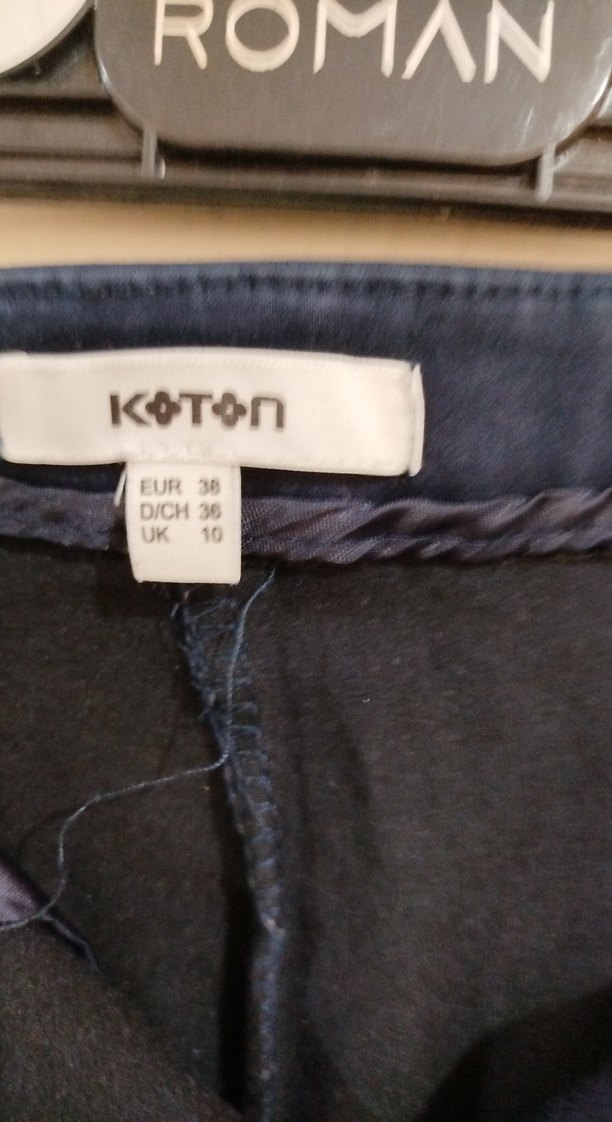 ROMAN
KOTON
EUR 38
D/CH 36
UK 10